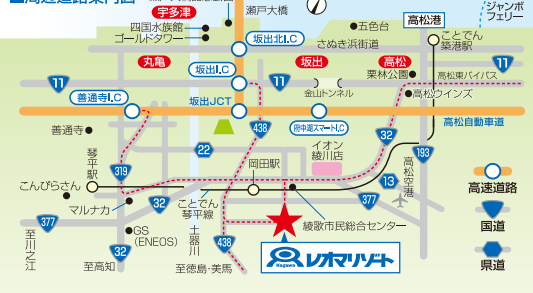 宇多津
瀬戸大橋
四国水族館
ゴールドタワー
坂出北I.C
五色台
さぬき浜街道
高松港
ことでん
築港駅
ジャンボ
フェリー
丸亀
坂出I.C
坂出
高松
栗林公園
11
11
11
金山トンネル
高松東バイパス
高松ウインズ
善通寺I.C
坂出JCT
府中湖スマートI.C
高松自動車道
438
32
善通寺
22
イオン
綾川店
193
琴平駅
319
岡田駅
高松空港
13
こんぴらさん
マルナカ
32
ことでん
琴平線
377
綾歌市民総合センター
高速道路
377
至川之江
GS
(ENEOS)
土器川
国道
32
至高知
438
至徳島・美馬
Kagawa
レオマリゾート
県道